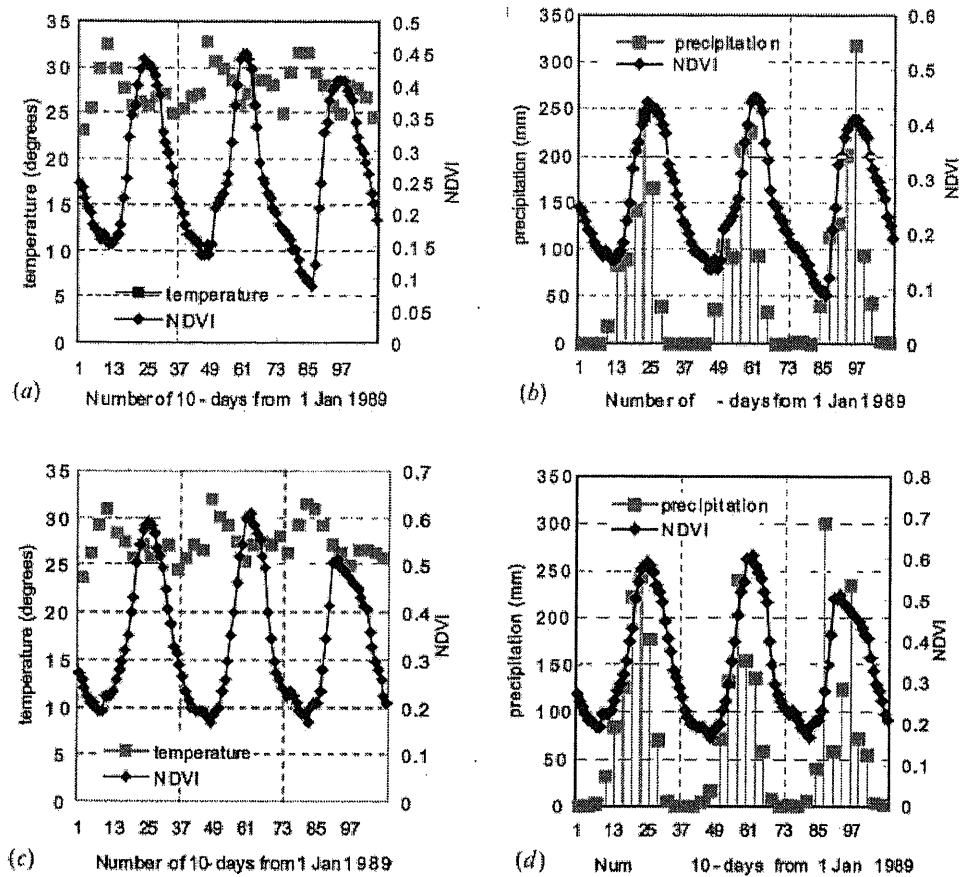 35
30
25
20
15
10
5
0
temperature (degrees)
0.5
0.45
0.4
0.35
0.3
0.25
0.2
0.15
0.1
0.05
0
NDVI
temperature
NDVI
1 13 25 37 49 61 73 85 97
(a) Number of 10 - days from 1 Jan 1989
350
300
250
200
150
100
50
0
precipitation (mm)
0.6
0.5
0.4
0.3
0.2
0.1
0
NDVI
precipitation
NDVI
1 13 25 37 49 61 73 85 97
(b) Number of - days from 1 Jan 1989
35
30
25
20
15
10
5
0
temperature (degrees)
0.7
0.6
0.5
0.4
0.3
0.2
0.1
0
NDVI
temperature
NDVI
1 13 25 37 49 61 73 85 97
(c) Number of 10- days from 1 Jan 1989
350
300
250
200
150
100
50
0
precipitation (mm)
0.8
0.7
0.6
0.5
0.4
0.3
0.2
0.1
0
NDVI
precipitation
NDVI
1 13 25 37 49 61 73 85 97
(d) Num 10-days from 1 Jan 1989